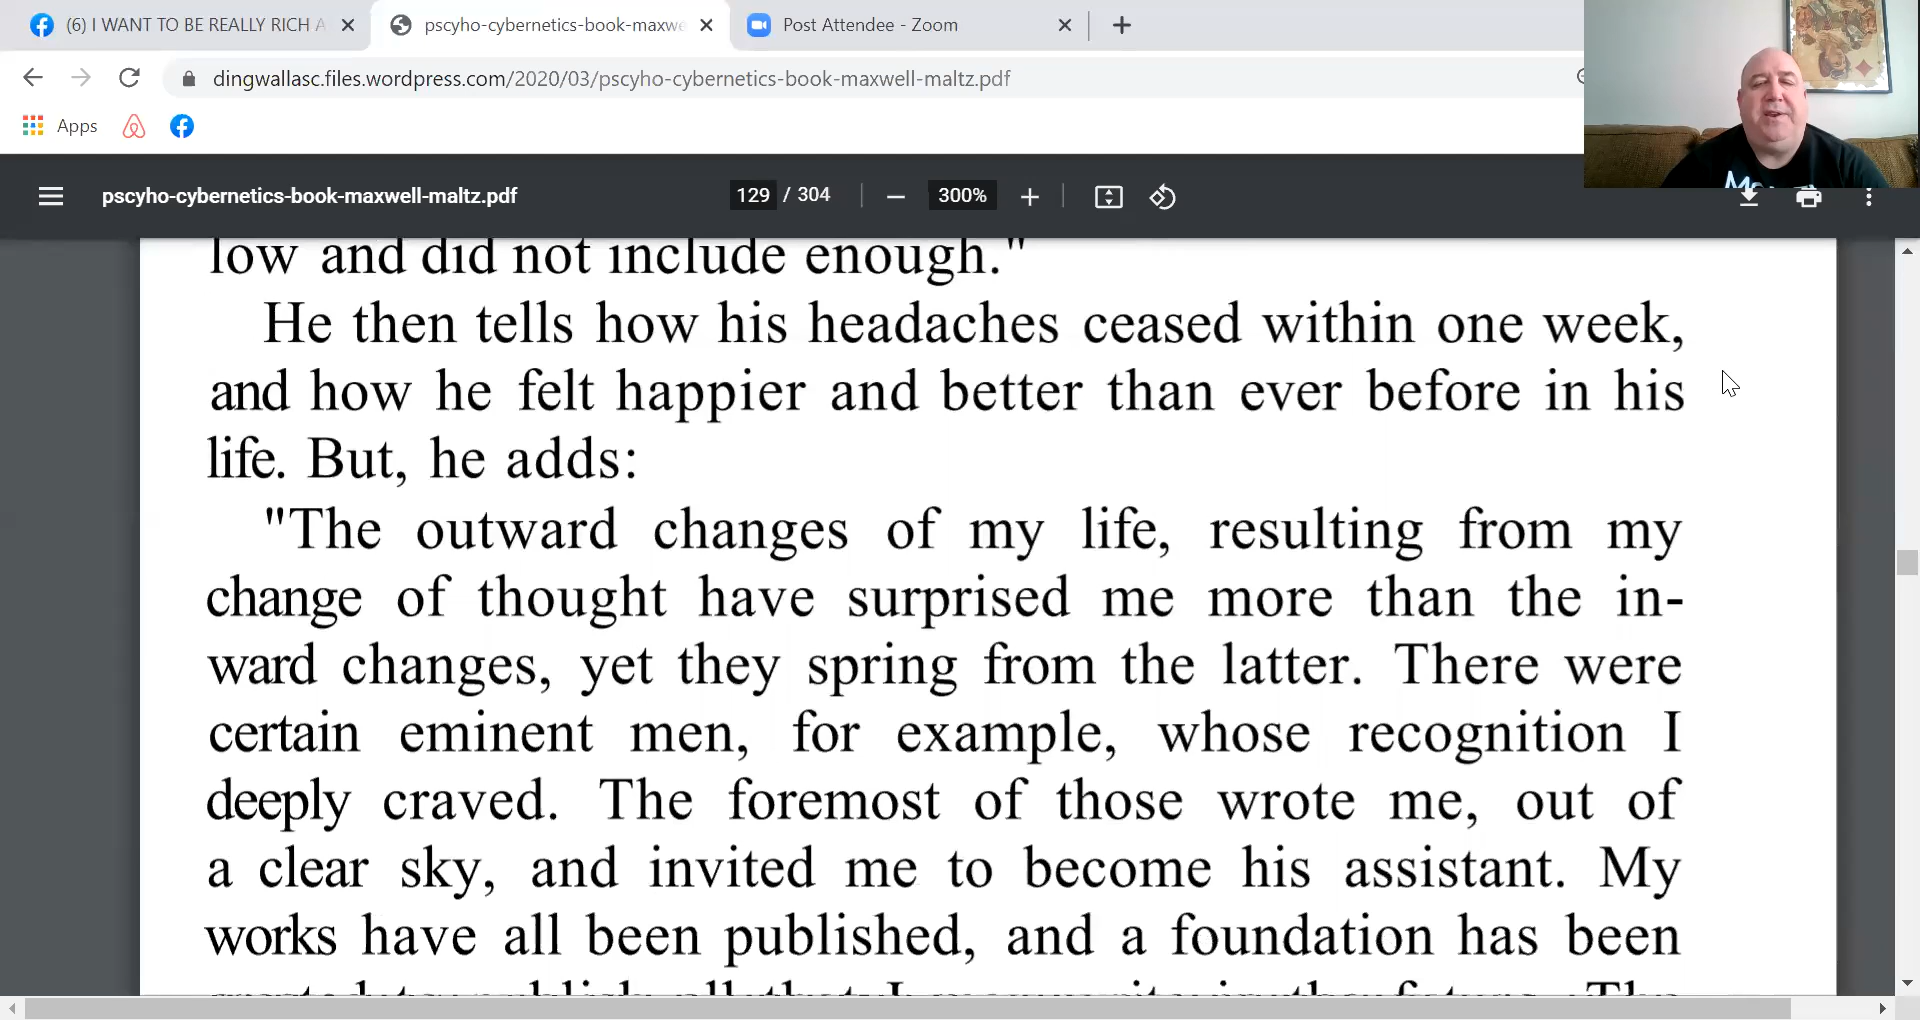 (6) I WANT TO BE REALLY RICH A
pscyho-cybernetics-book-maxwe
Post Attendee - Zoom
dingwallasc.files.wordpress.com/2020/03/pscyho-cybernetics-book-maxwell-maltz.pdf
Apps
pscyho-cybernetics-book-maxwell-maltz.pdf
129 / 304
300%
low and did not include enough."
He then tells how his headaches ceased within one week,
and how he felt happier and better than ever before in his
life. But, he adds:
"The outward changes of my life, resulting from my
change of thought have surprised me more than the in-
ward changes, yet they spring from the latter. There were
certain eminent men, for example, whose recognition I
deeply craved. The foremost of those wrote me, out of
a clear sky, and invited me to become his assistant. My
works have all been published, and a foundation has been